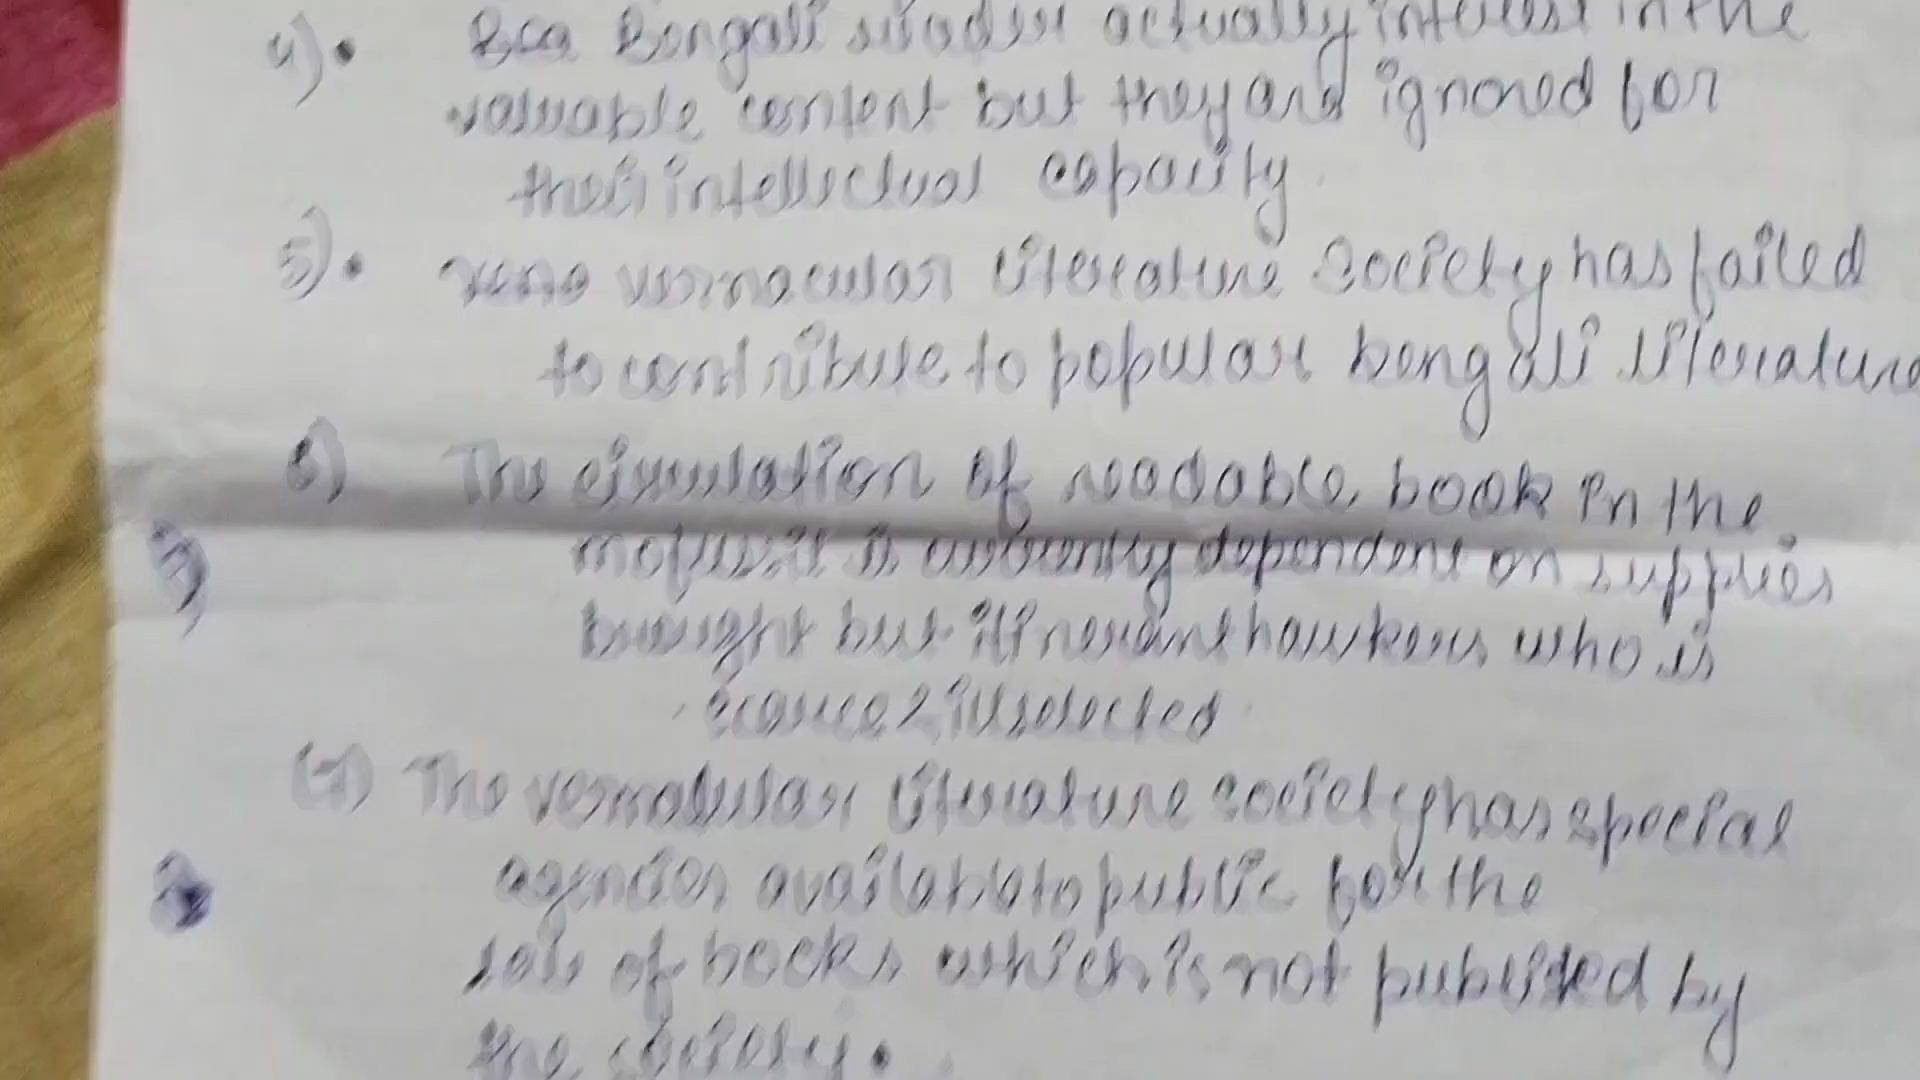 4). Bengali reader actually interest in the
valuable content but they are ignored for
their intellectual capacity
5). vernacular literature Society has failed
to contribute to popular bengali literature
6) The circulation of readable book in the
mofussil is dependent on supplies
brought but itinerant hawkers who is
scarce & illselected
(7) The vernacular literature society has special
agencies available to public for the
sale of books which is not published by
the society.